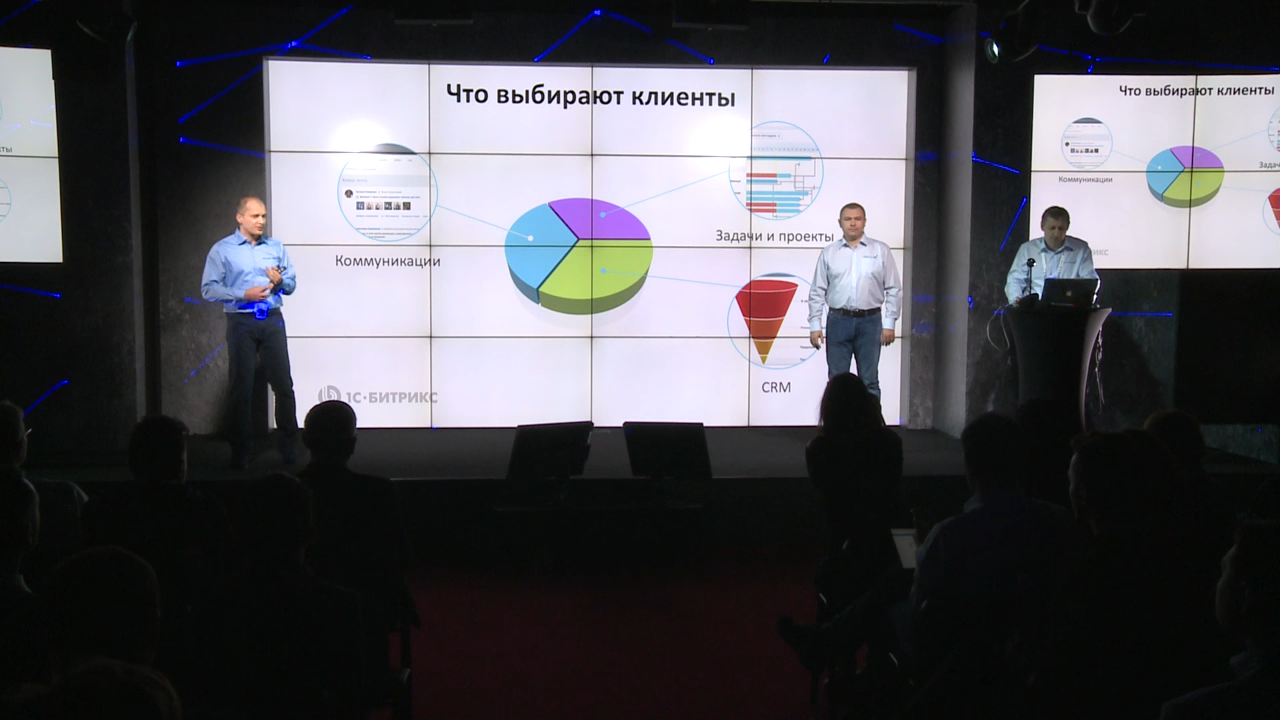 Что выбирают клиенты
Коммуникации
Задачи и проекты
CRM
1С·БИТРИКС
Что выбирают клиенты
Коммуникации